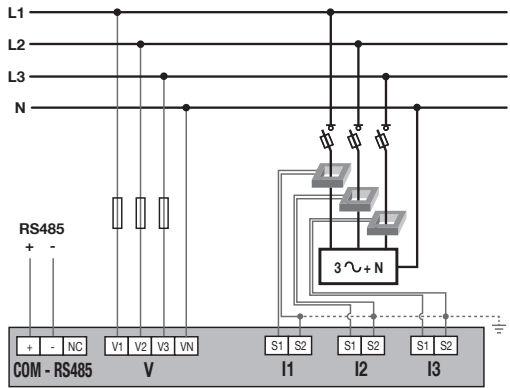 L1
L2
L3
N
RS485
+ -
3 ∿ + N
+ - NC
V1 V2 V3 VN
S1 S2
S1 S2
S1 S2
COM - RS485
V
I1
I2
I3